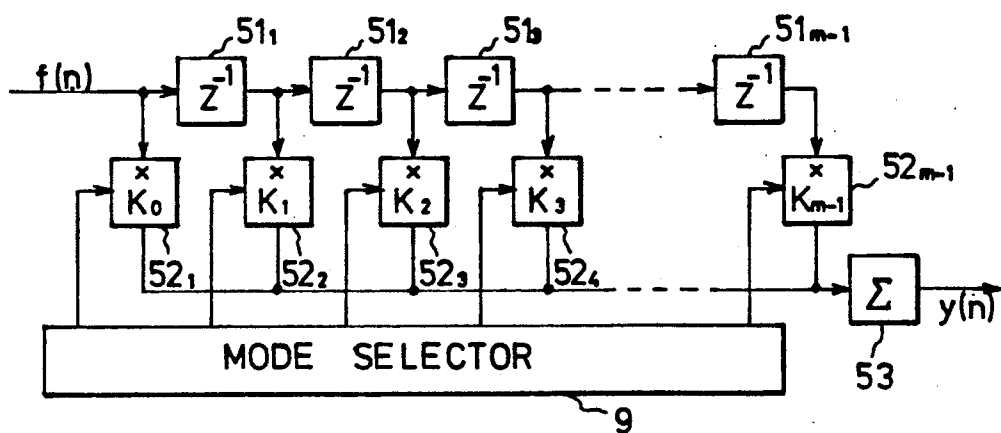 51₁ 51₂ 51₃ 51m-1
f(n) Z⁻¹ Z⁻¹ Z⁻¹ Z⁻¹
× × × × ×
K₀ K₁ K₂ K₃ Km-1 52m-1
52₁ 52₂ 52₃ 52₄
Σ y(n)
MODE SELECTOR 53
9